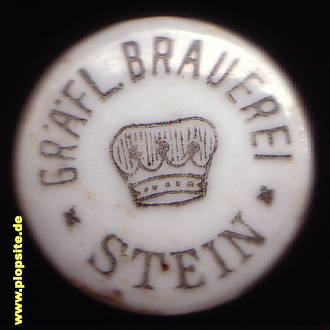 GRÄFL. BRAUEREI
* STEIN *
www.plopsite.de